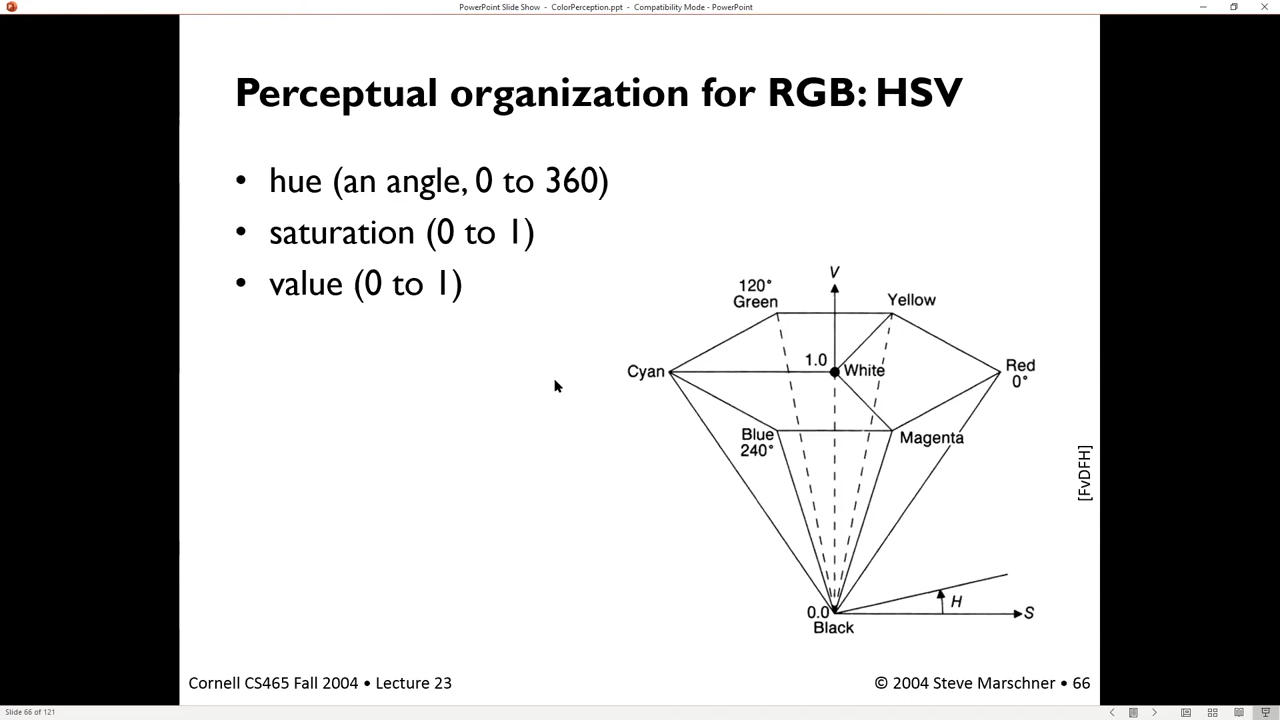 PowerPoint Slide Show - ColorPerception.ppt - Compatibility Mode - PowerPoint
Perceptual organization for RGB: HSV
• hue (an angle, 0 to 360)
• saturation (0 to 1)
• value (0 to 1)
V
120°
Green
Yellow
1.0
White
Cyan
Red
0°
Blue
240°
Magenta
[FvDFH]
H
0.0
S
Black
Cornell CS465 Fall 2004 • Lecture 23
© 2004 Steve Marschner • 66
Slide 66 of 121